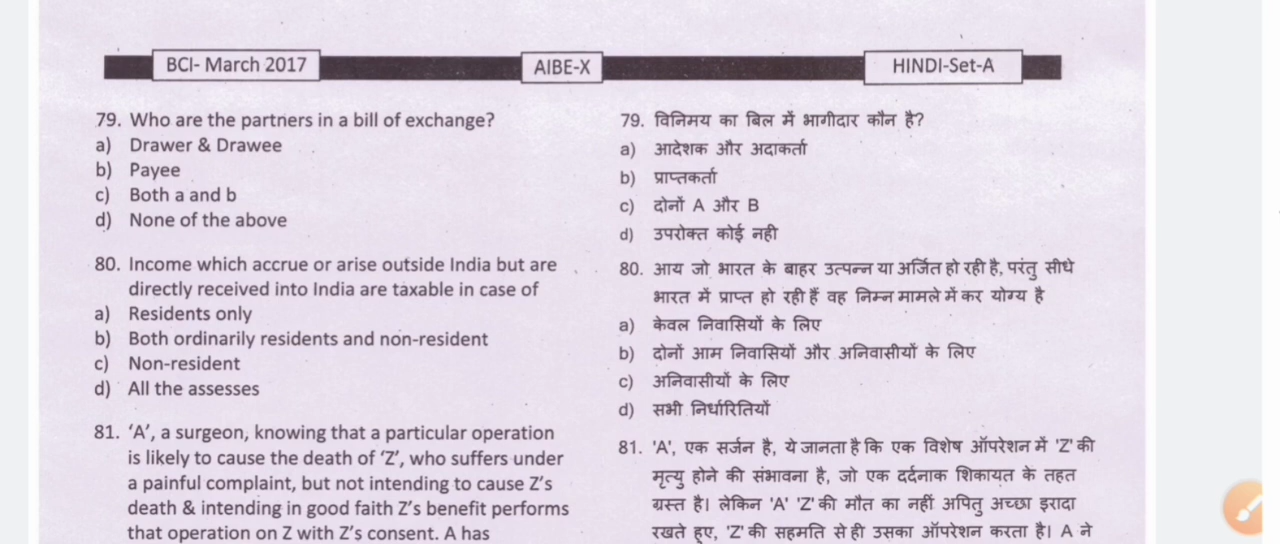 BCI- March 2017
AIBE-X
HINDI-Set-A
79. Who are the partners in a bill of exchange?
a) Drawer & Drawee
b) Payee
c) Both a and b
d) None of the above
80. Income which accrue or arise outside India but are
directly received into India are taxable in case of
a) Residents only
b) Both ordinarily residents and non-resident
c) Non-resident
d) All the assesses
81. ‘A’, a surgeon, knowing that a particular operation
is likely to cause the death of ‘Z’, who suffers under
a painful complaint, but not intending to cause Z’s
death & intending in good faith Z’s benefit performs
that operation on Z with Z’s consent. A has
79. विनिमय का बिल में भागीदार कौन है?
a) आदेशक और अदाकर्ता
b) प्राप्तकर्ता
c) दोनों A और B
d) उपरोक्त कोई नही
80. आय जो भारत के बाहर उत्पन्न या अर्जित हो रही है, परंतु सीधे
भारत में प्राप्त हो रही हैं वह निम्न मामले में कर योग्य है
a) केवल निवासियों के लिए
b) दोनों आम निवासियों और अनिवासीयों के लिए
c) अनिवासीयों के लिए
d) सभी निर्धारितियों
81. 'A', एक सर्जन है, ये जानता है कि एक विशेष ऑपरेशन में 'Z' की
मृत्यु होने की संभावना है, जो एक दर्दनाक शिकायत के तहत
ग्रस्त है। लेकिन 'A' 'Z' की मौत का नहीं अपितु अच्छा इरादा
रखते हुए, 'Z' की सहमति से ही उसका ऑपरेशन करता है। A ने